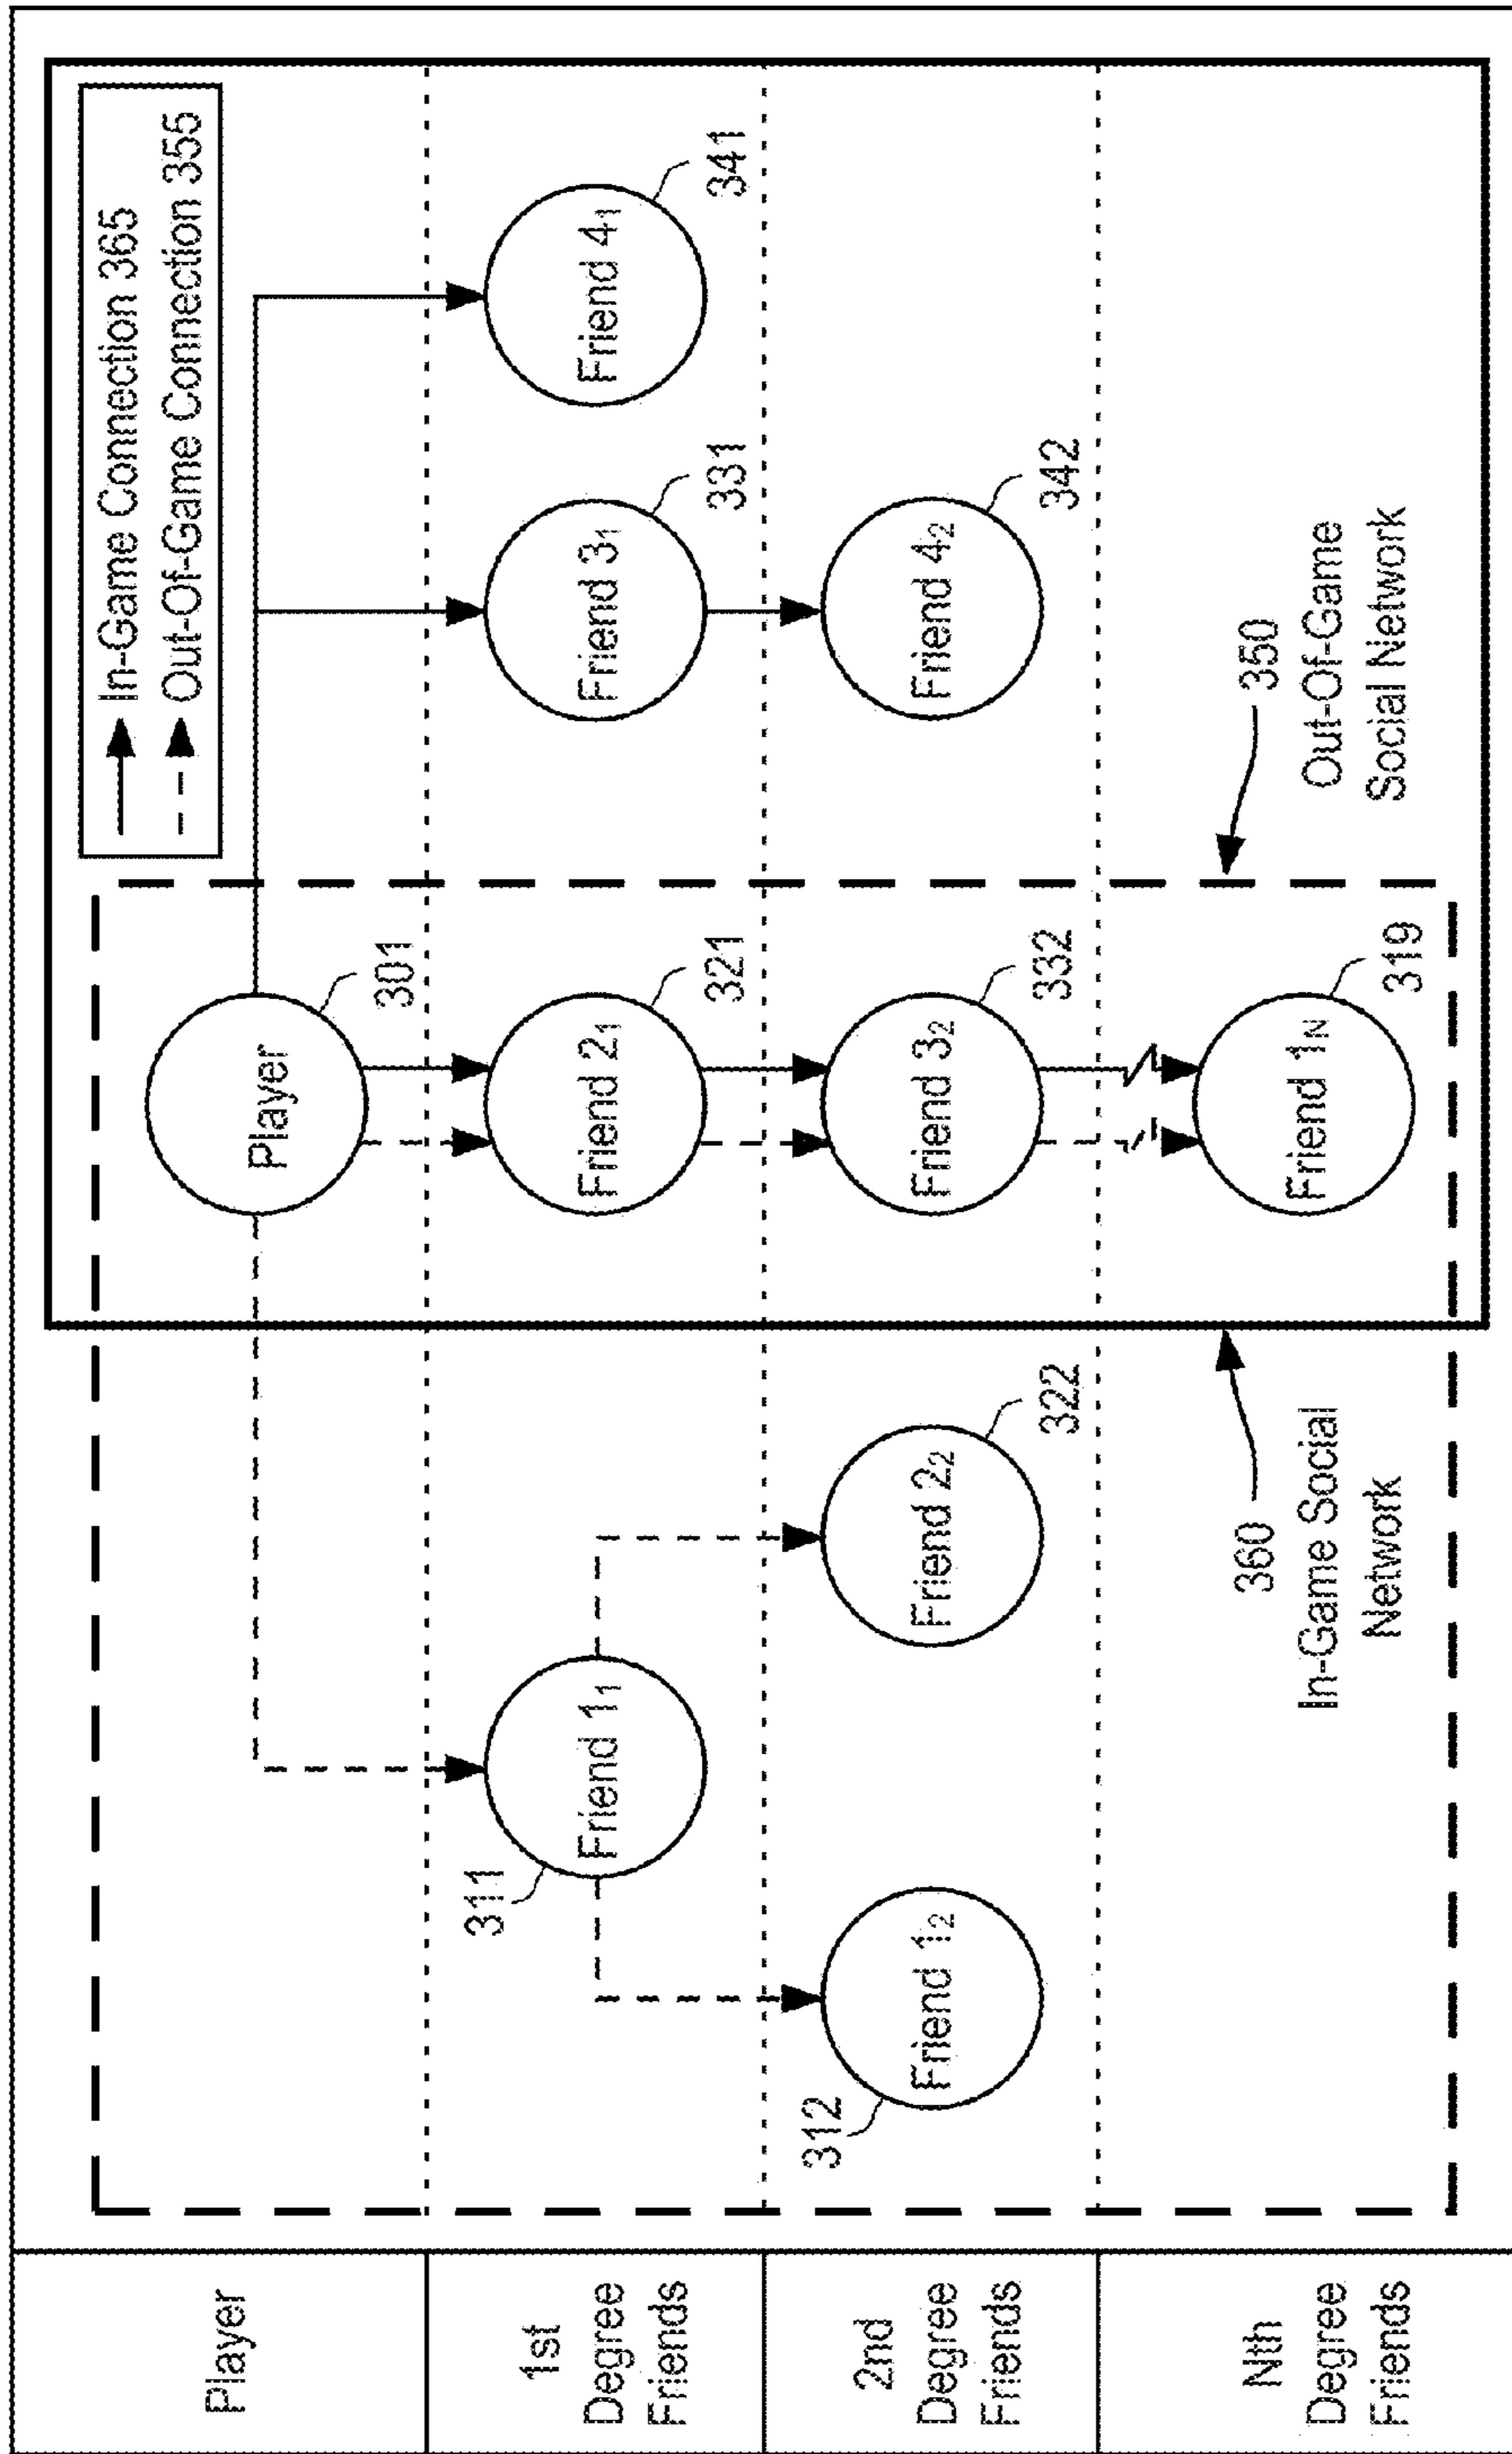 Player
1st
Degree
Friends
2nd
Degree
Friends
Nth
Degree
Friends
In-Game Connection 365
Out-Of-Game Connection 355
Player
301
311
Friend 1₁
Friend 2₁
321
Friend 3₁
331
Friend 4₁
341
312
Friend 1₂
Friend 2₂
322
Friend 3₂
332
Friend 4₂
342
360
In-Game Social
Network
Friend 1N
319
350
Out-Of-Game
Social Network